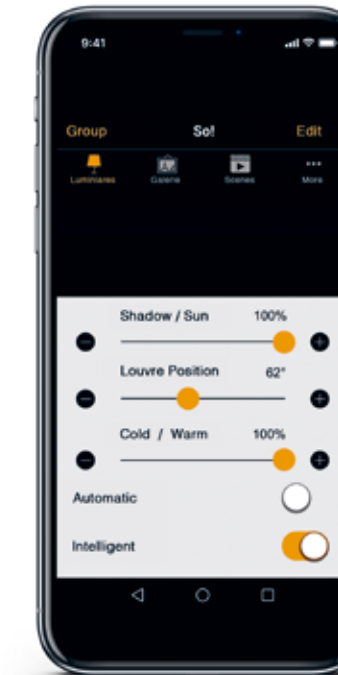 9:41
Group So! Edit
Luminaires Galerie Scenes More
Shadow / Sun 100%
Louvre Position 62°
Cold / Warm 100%
Automatic
Intelligent